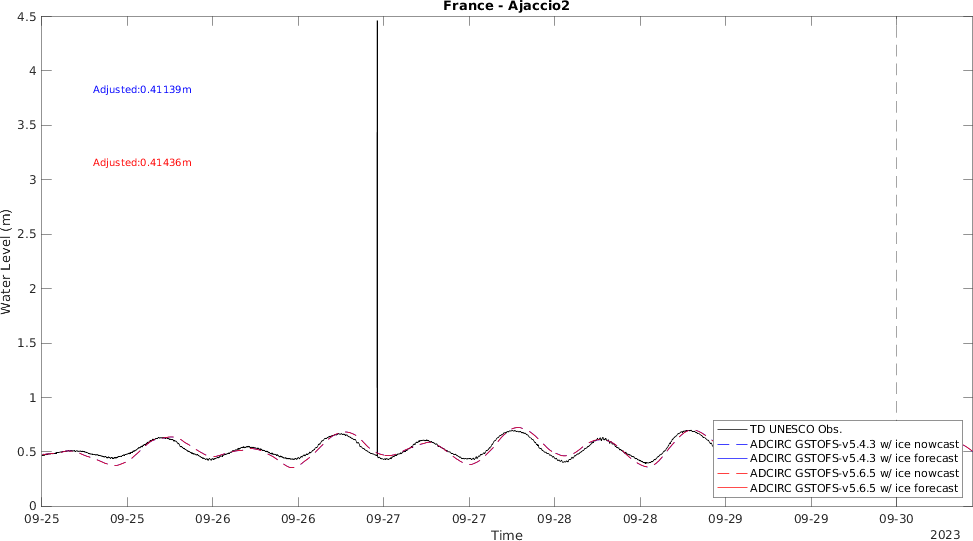 France - Ajaccio2
4.5
4
3.5
3
2.5
2
1.5
1
0.5
0
Water Level (m)
Adjusted:0.41139m
Adjusted:0.41436m
TD UNESCO Obs.
ADCIRC GSTOFS-v5.4.3 w/ ice nowcast
ADCIRC GSTOFS-v5.4.3 w/ ice forecast
ADCIRC GSTOFS-v5.6.5 w/ ice nowcast
ADCIRC GSTOFS-v5.6.5 w/ ice forecast
09-25 09-25 09-26 09-26 09-27 09-27 09-28 09-28 09-29 09-29 09-30
Time
2023